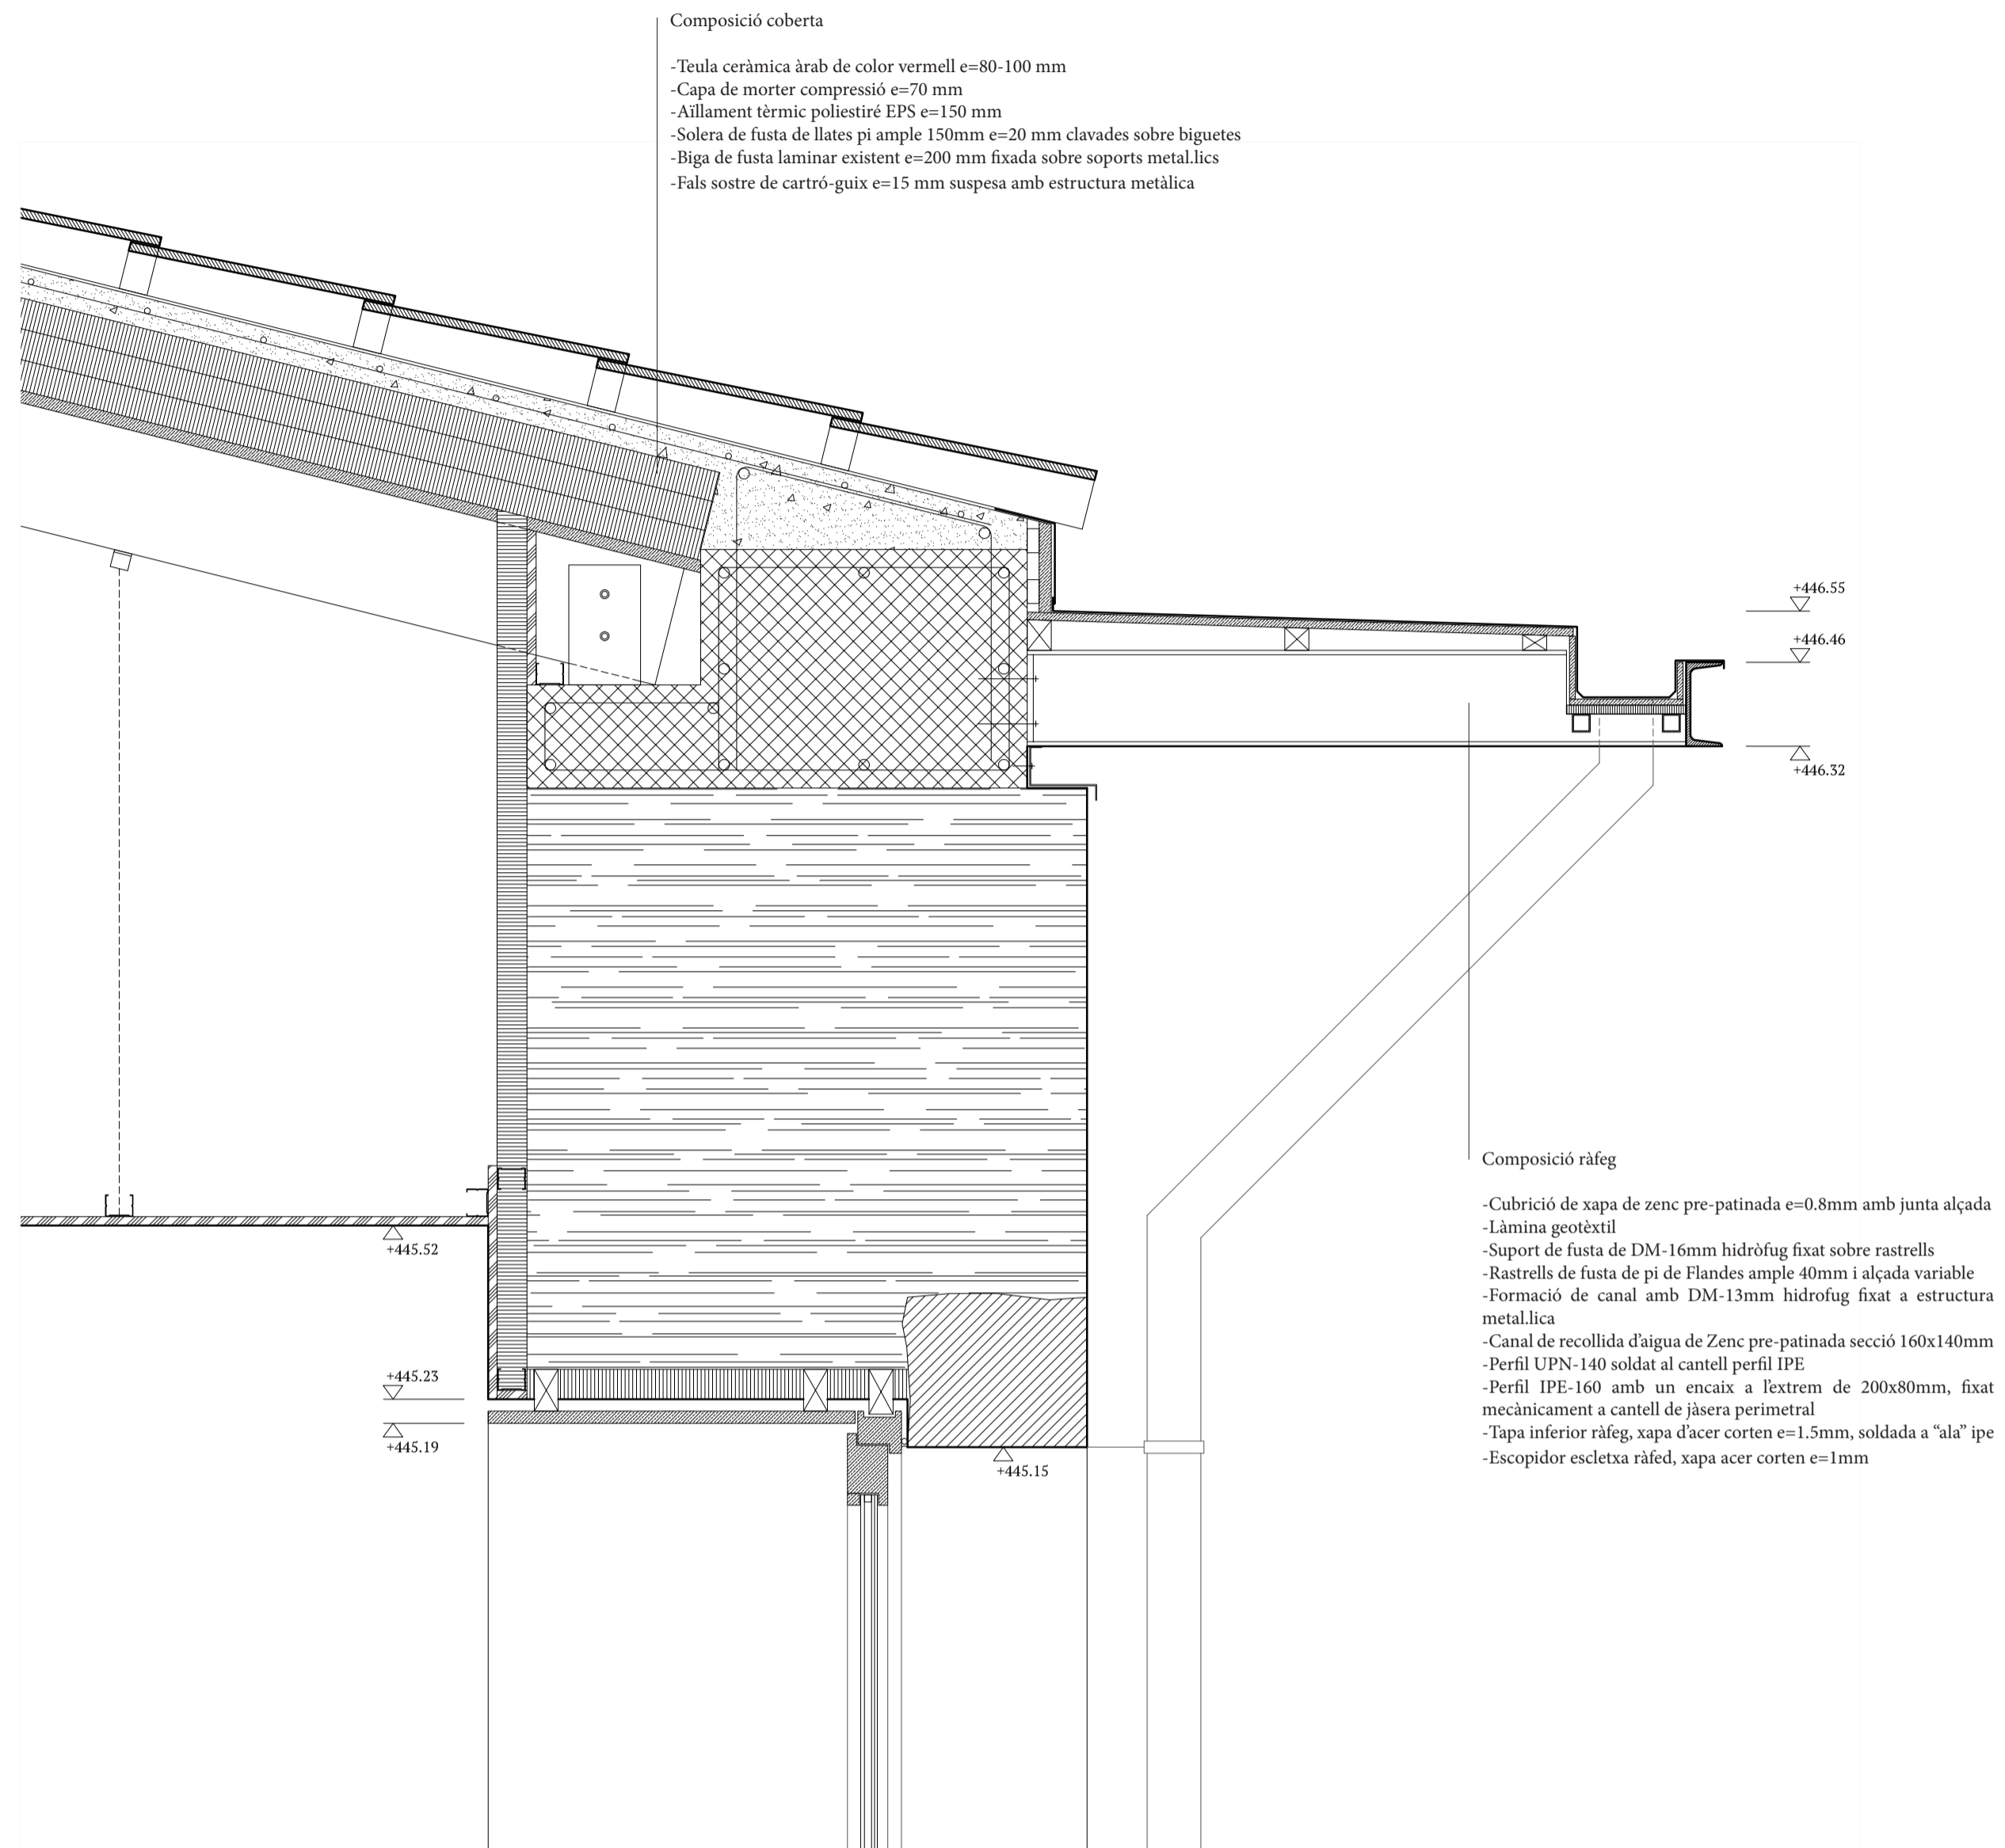 Composició coberta
-Teula ceràmica àrab de color vermell e=80-100 mm
-Capa de morter compressió e=70 mm
-Aïllament tèrmic poliestiré EPS e=150 mm
-Solera de fusta de llates pi ample 150mm e=20 mm clavades sobre biguetes
-Biga de fusta laminar existent e=200 mm fixada sobre soports metal.lics
-Fals sostre de cartró-guix e=15 mm suspesa amb estructura metàlica
+446.55
+446.46
+446.32
Composició ràfeg
-Cubrició de xapa de zenc pre-patinada e=0.8mm amb junta alçada
-Làmina geotèxtil
-Suport de fusta de DM-16mm hidròfug fixat sobre rastrells
-Rastrells de fusta de pi de Flandes ample 40mm i alçada variable
-Formació de canal amb DM-13mm hidrofug fixat a estructura
metal.lica
-Canal de recollida d'aigua de Zenc pre-patinada secció 160x140mm
-Perfil UPN-140 soldat al cantell perfil IPE
-Perfil IPE-160 amb un encaix a l'extrem de 200x80mm, fixat
mecànicament a cantell de jàsera perimetral
-Tapa inferior ràfeg, xapa d'acer corten e=1.5mm, soldada a “ala” ipe
-Escopidor escletxa ràfed, xapa acer corten e=1mm
+445.52
+445.23
+445.19
+445.15